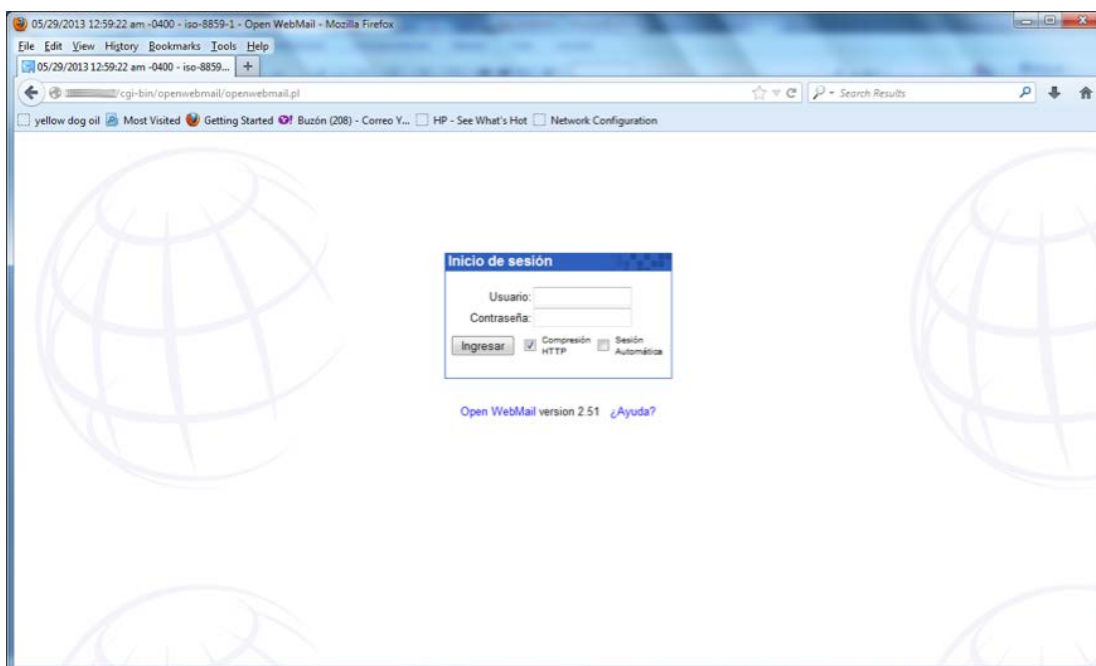 05/29/2013 12:59:22 am -0400 - iso-8859-1 - Open WebMail - Mozilla Firefox
File Edit View History Bookmarks Tools Help
05/29/2013 12:59:22 am -0400 - iso-8859... +
/cgi-bin/openwebmail/openwebmail.pl Search Results
yellow dog oil Most Visited Getting Started Buzón (208) - Correo Y... HP - See What's Hot Network Configuration
Inicio de sesión
Usuario:
Contraseña:
Ingresar Compresión HTTP Sesión Automática
Open WebMail version 2.51 ¿Ayuda?